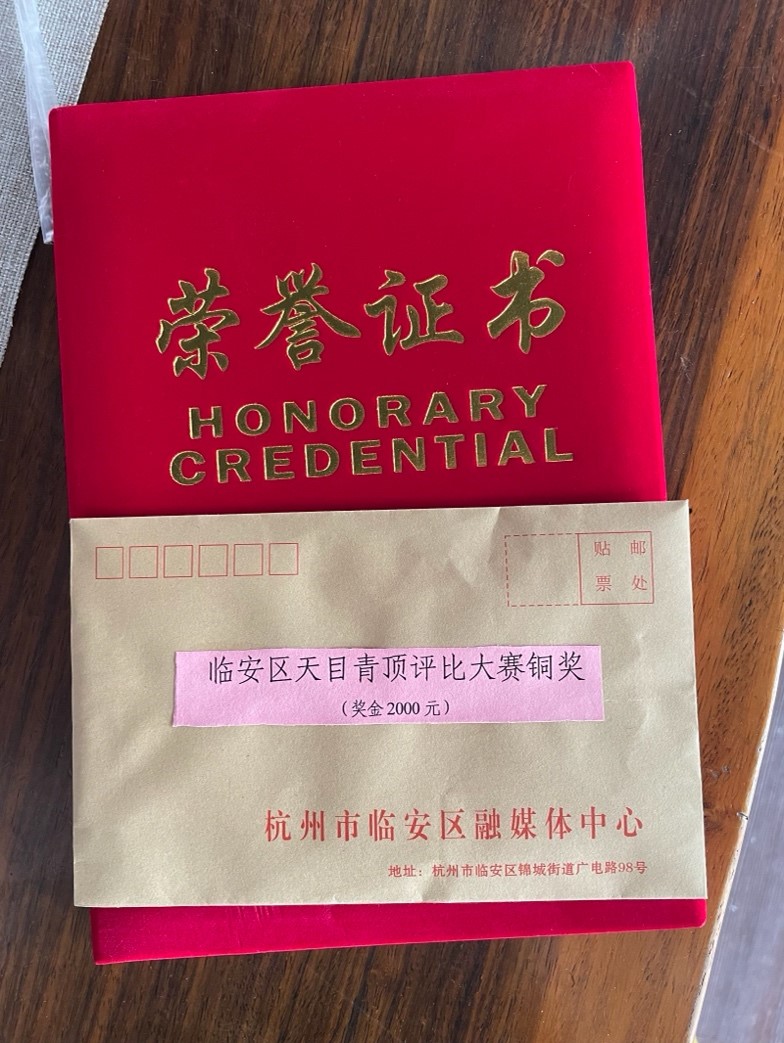 荣誉证书
HONORARY
CREDENTIAL
贴 邮
票 处
临安区天目青顶评比大赛铜奖
（奖金2000元）
杭州市临安区融媒体中心
地址：杭州市临安区锦城街道广电路98号